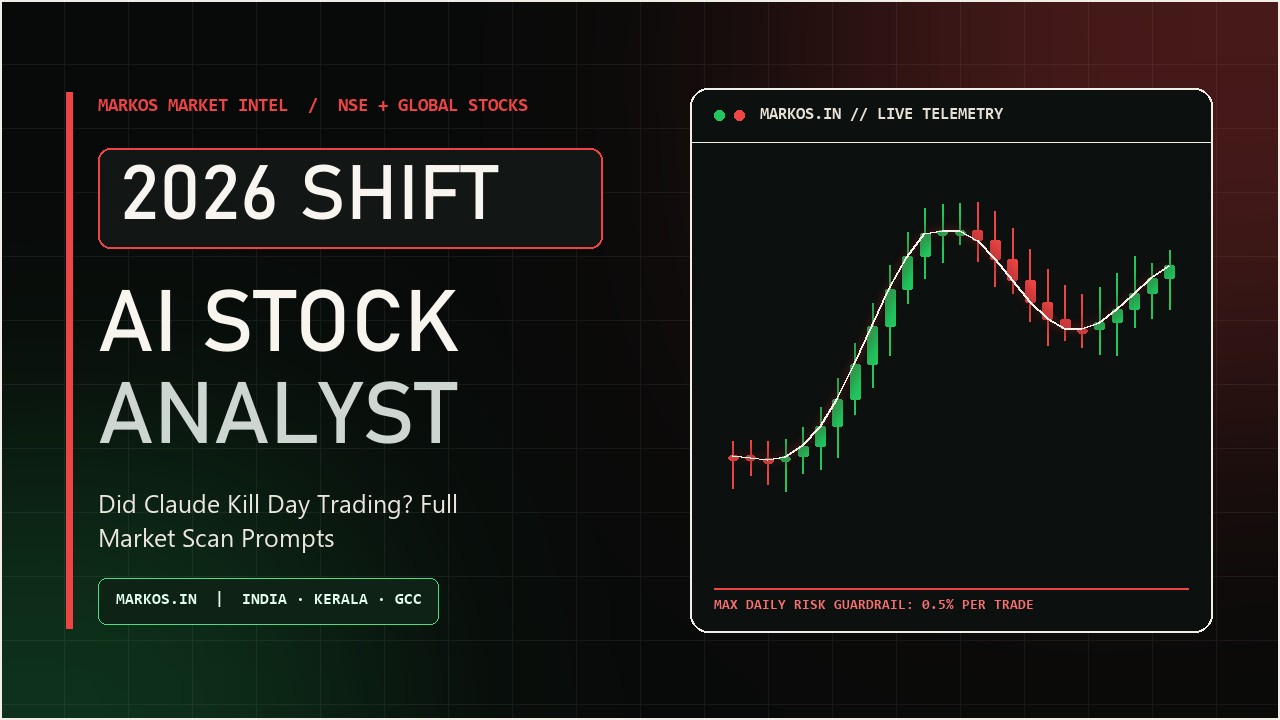 MARKOS MARKET INTEL / NSE + GLOBAL STOCKS
2026 SHIFT
AI STOCK
ANALYST
Did Claude Kill Day Trading? Full
Market Scan Prompts
MARKOS.IN | INDIA · KERALA · GCC
MARKOS.IN // LIVE TELEMETRY
MAX DAILY RISK GUARDRAIL: 0.5% PER TRADE